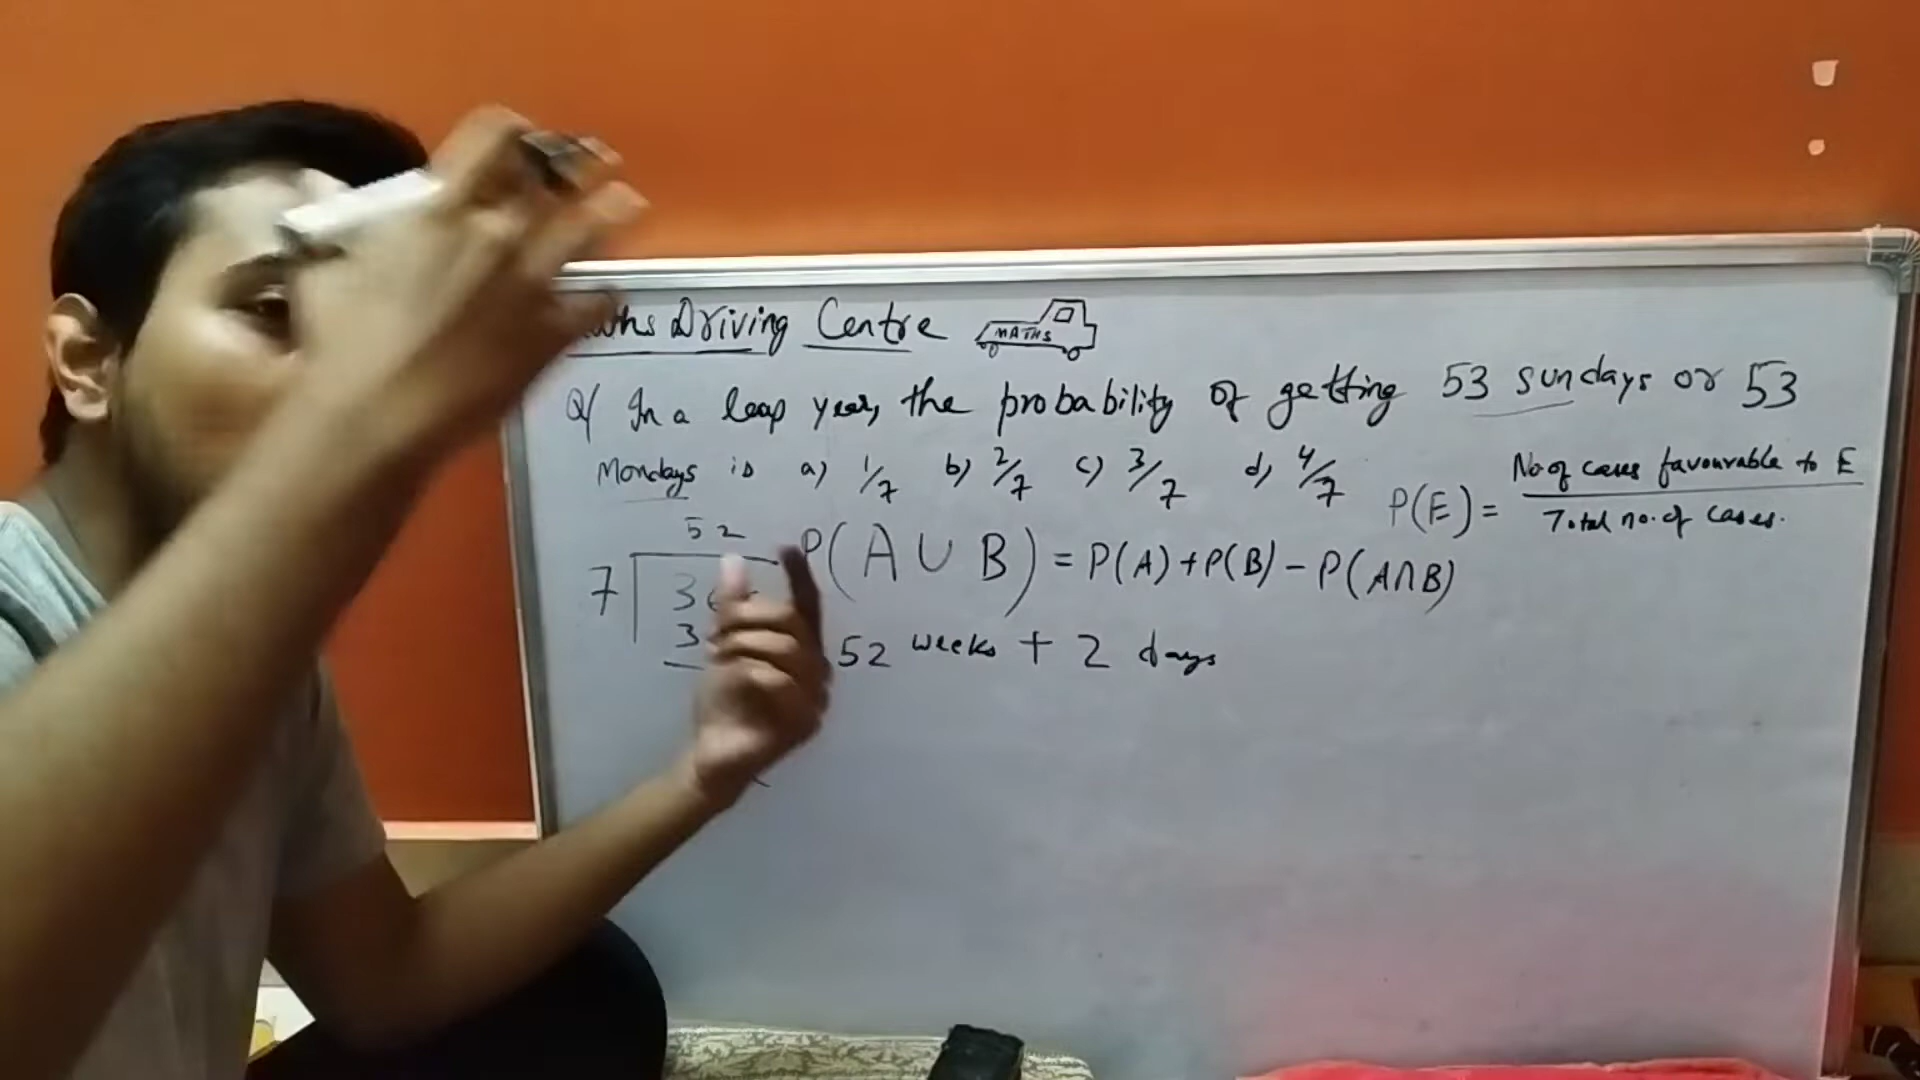 Driving Centre MATHS
Q/ In a leap year, the probability of getting 53 sundays or 53
Mondays is a) 1/7 b) 2/7 c) 3/7 d) 4/7
P(E) = No. of cases favourable to E / Total no. of cases.
52
7
P(A ∪ B) = P(A) + P(B) - P(A∩B)
52 weeks + 2 days